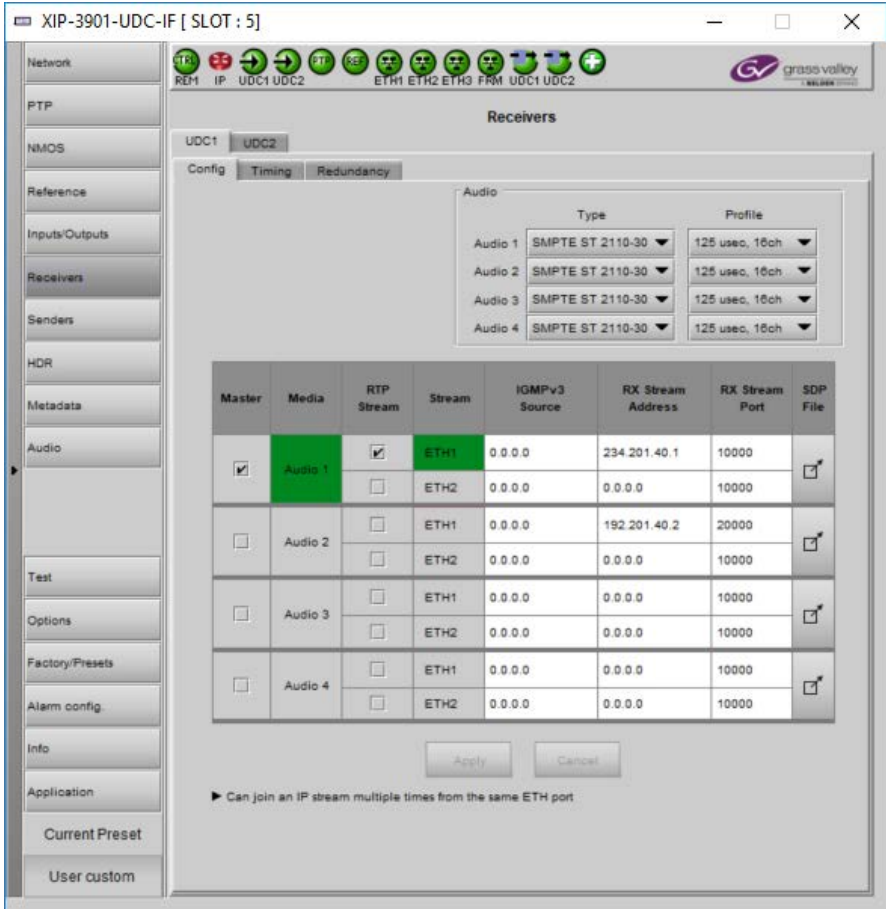 XIP-3901-UDC-IF [ SLOT : 5]
Network
PTP
NMOS
Reference
Inputs/Outputs
Receivers
Senders
HDR
Metadata
Audio
Test
Options
Factory/Presets
Alarm config.
Info
Application
Current Preset
User custom
CTRL PTP REF
REM IP UDC1 UDC2 ETH1 ETH2 ETH3 FRM UDC1 UDC2
GV grass valley
A BELDEN BRAND
Receivers
UDC1 UDC2
Config Timing Redundancy
Audio
Type Profile
Audio 1 SMPTE ST 2110-30 125 usec, 16ch
Audio 2 SMPTE ST 2110-30 125 usec, 16ch
Audio 3 SMPTE ST 2110-30 125 usec, 16ch
Audio 4 SMPTE ST 2110-30 125 usec, 16ch
Master Media RTP Stream Stream IGMPv3 Source RX Stream Address RX Stream Port SDP File
Audio 1 ETH1 0.0.0.0 234.201.40.1 10000
ETH2 0.0.0.0 0.0.0.0 10000
Audio 2 ETH1 0.0.0.0 192.201.40.2 20000
ETH2 0.0.0.0 0.0.0.0 10000
Audio 3 ETH1 0.0.0.0 0.0.0.0 10000
ETH2 0.0.0.0 0.0.0.0 10000
Audio 4 ETH1 0.0.0.0 0.0.0.0 10000
ETH2 0.0.0.0 0.0.0.0 10000
Apply Cancel
Can join an IP stream multiple times from the same ETH port